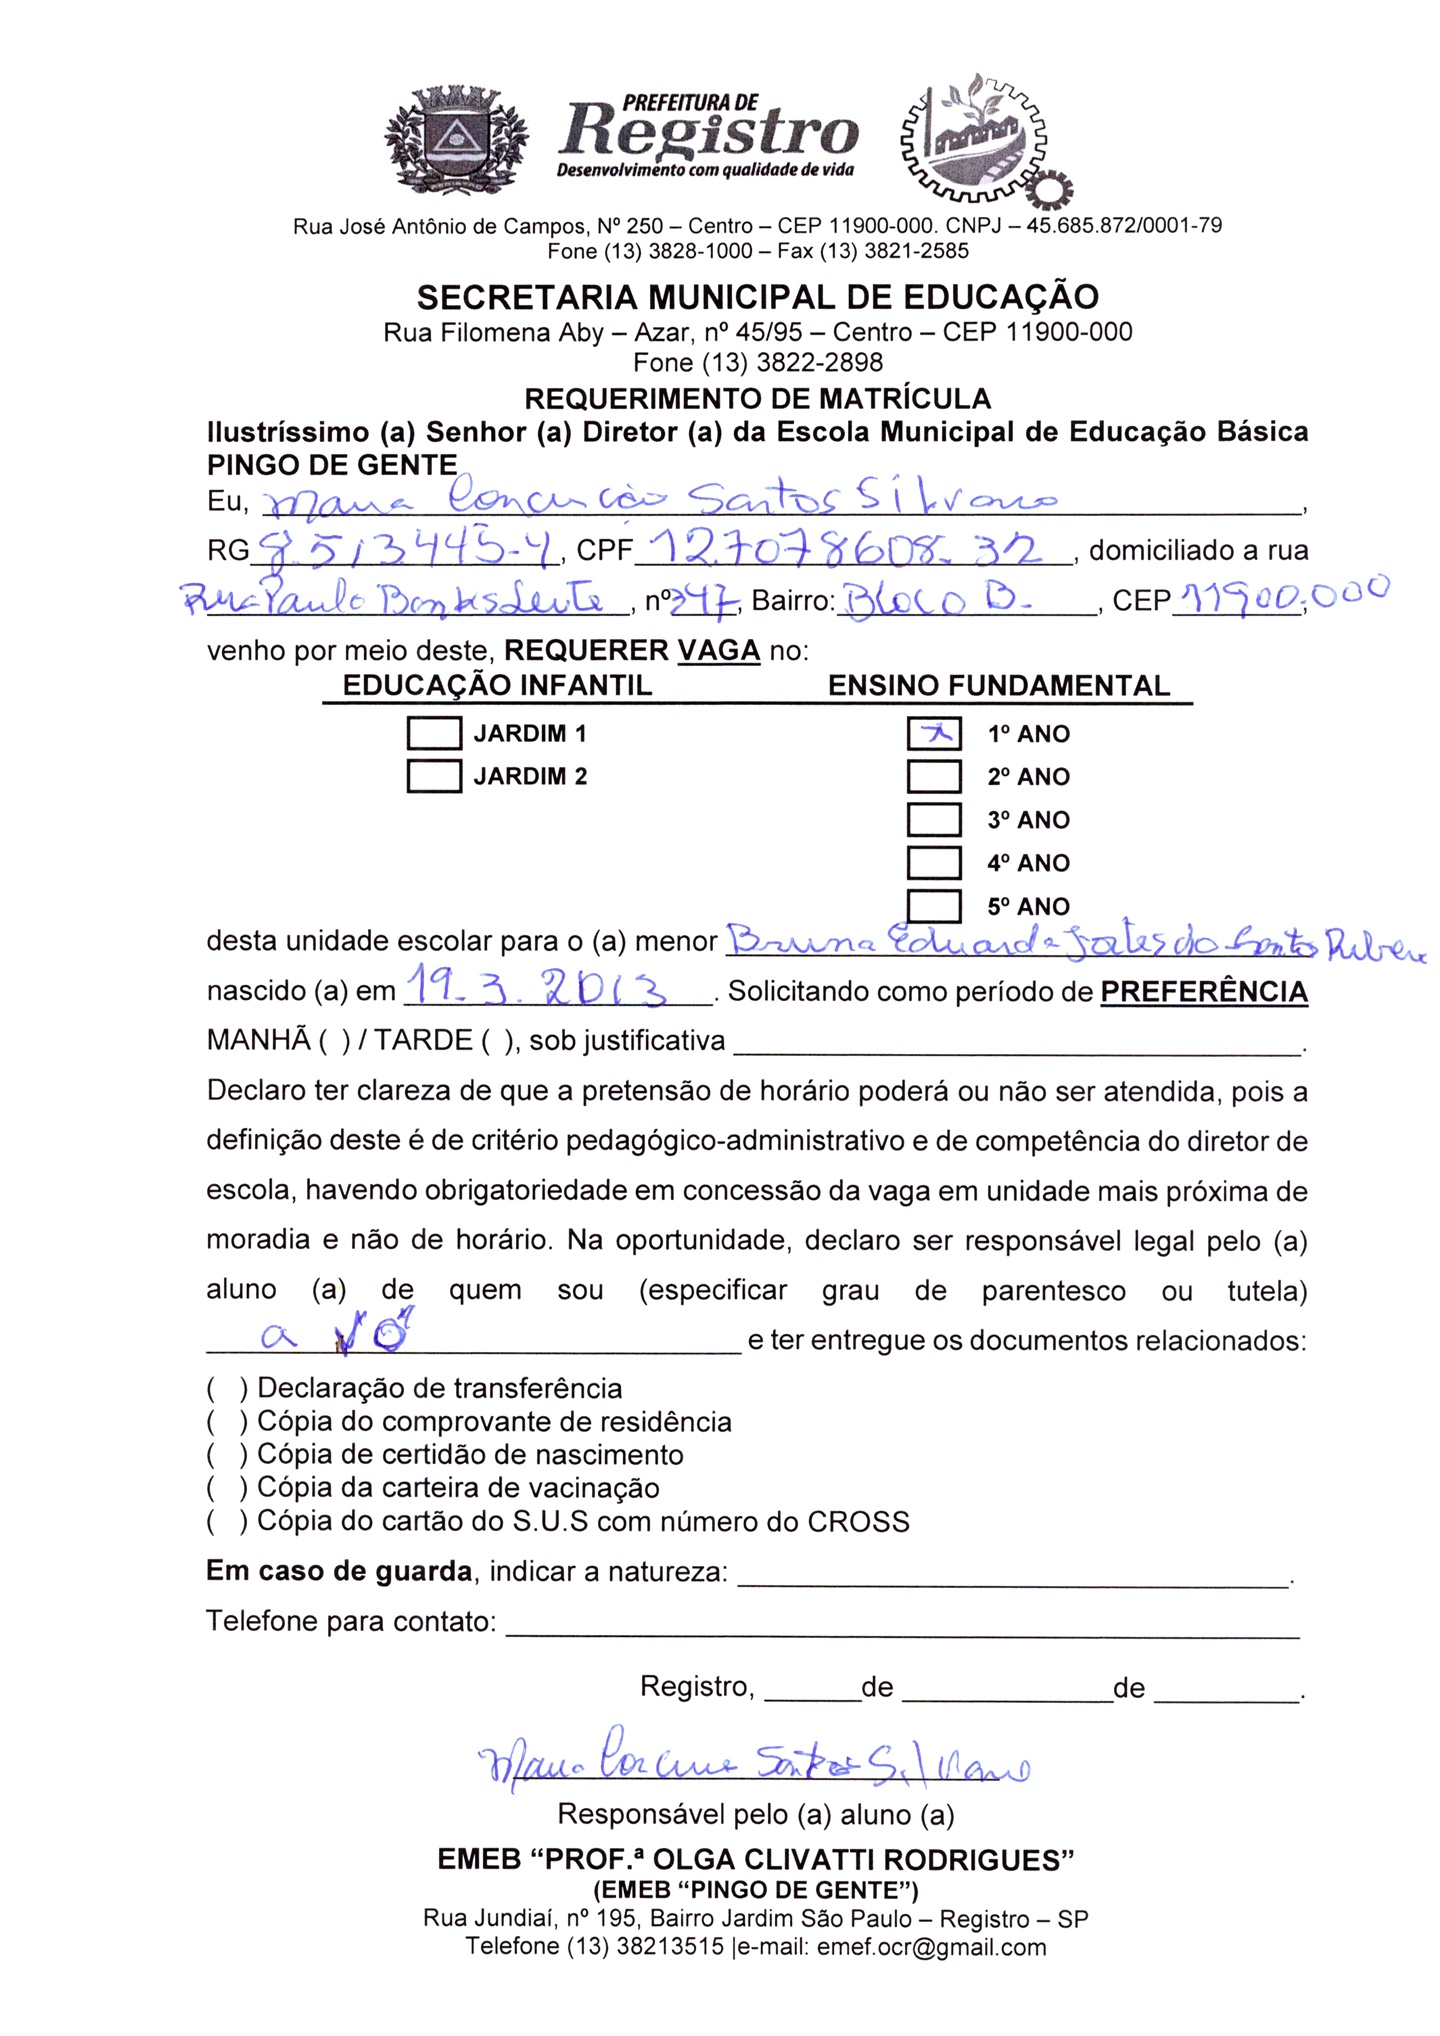 PREFEITURA DE
Registro
Desenvolvimento com qualidade de vida
Rua José Antônio de Campos, Nº 250 – Centro – CEP 11900-000. CNPJ – 45.685.872/0001-79
Fone (13) 3828-1000 – Fax (13) 3821-2585
SECRETARIA MUNICIPAL DE EDUCAÇÃO
Rua Filomena Aby – Azar, nº 45/95 – Centro – CEP 11900-000
Fone (13) 3822-2898
REQUERIMENTO DE MATRÍCULA
Ilustríssimo (a) Senhor (a) Diretor (a) da Escola Municipal de Educação Básica
PINGO DE GENTE
Eu, Maria Santos Silvano,
RG 8.513445-4, CPF 127078608-32, domiciliado a rua
Rua Paulo, nº 347, Bairro: Bloco B., CEP 11900.000,
venho por meio deste, REQUERER VAGA no:
EDUCAÇÃO INFANTIL ENSINO FUNDAMENTAL
JARDIM 1 x 1º ANO
JARDIM 2 2º ANO
3º ANO
4º ANO
5º ANO
desta unidade escolar para o (a) menor Bruna Eduarda
nascido (a) em 19.3.2013. Solicitando como período de PREFERÊNCIA
MANHÃ ( ) / TARDE ( ), sob justificativa .
Declaro ter clareza de que a pretensão de horário poderá ou não ser atendida, pois a
definição deste é de critério pedagógico-administrativo e de competência do diretor de
escola, havendo obrigatoriedade em concessão da vaga em unidade mais próxima de
moradia e não de horário. Na oportunidade, declaro ser responsável legal pelo (a)
aluno (a) de quem sou (especificar grau de parentesco ou tutela)
a vó e ter entregue os documentos relacionados:
( ) Declaração de transferência
( ) Cópia do comprovante de residência
( ) Cópia de certidão de nascimento
( ) Cópia da carteira de vacinação
( ) Cópia do cartão do S.U.S com número do CROSS
Em caso de guarda, indicar a natureza: .
Telefone para contato:
Registro, de de .
Maria Santos Silvano
Responsável pelo (a) aluno (a)
EMEB “PROF.ª OLGA CLIVATTI RODRIGUES”
(EMEB “PINGO DE GENTE”)
Rua Jundiaí, nº 195, Bairro Jardim São Paulo – Registro – SP
Telefone (13) 38213515 |e-mail: emef.ocr@gmail.com